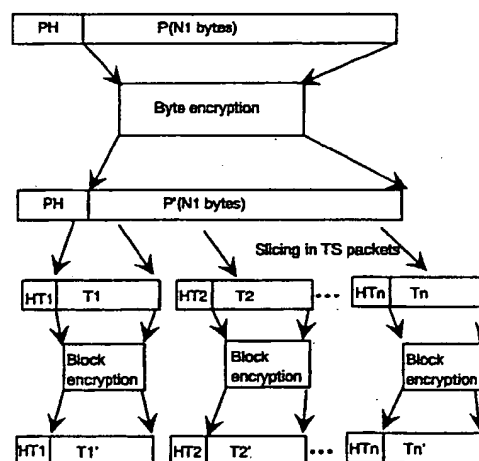 PH P(N1 bytes)
Byte encryption
PH P'(N1 bytes)
Slicing in TS packets
HT1 T1 HT2 T2 ... HTn Tn
Block encryption Block encryption Block encryption
HT1 T1' HT2 T2' ... HTn Tn'